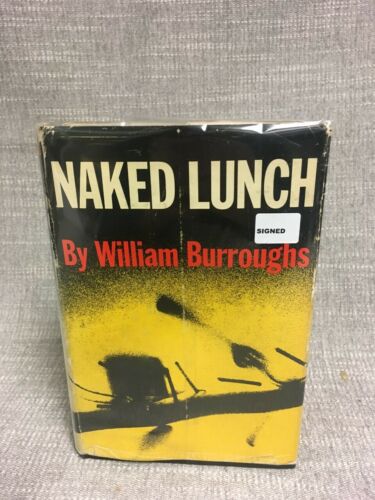 NAKED LUNCH
SIGNED
By William Burroughs